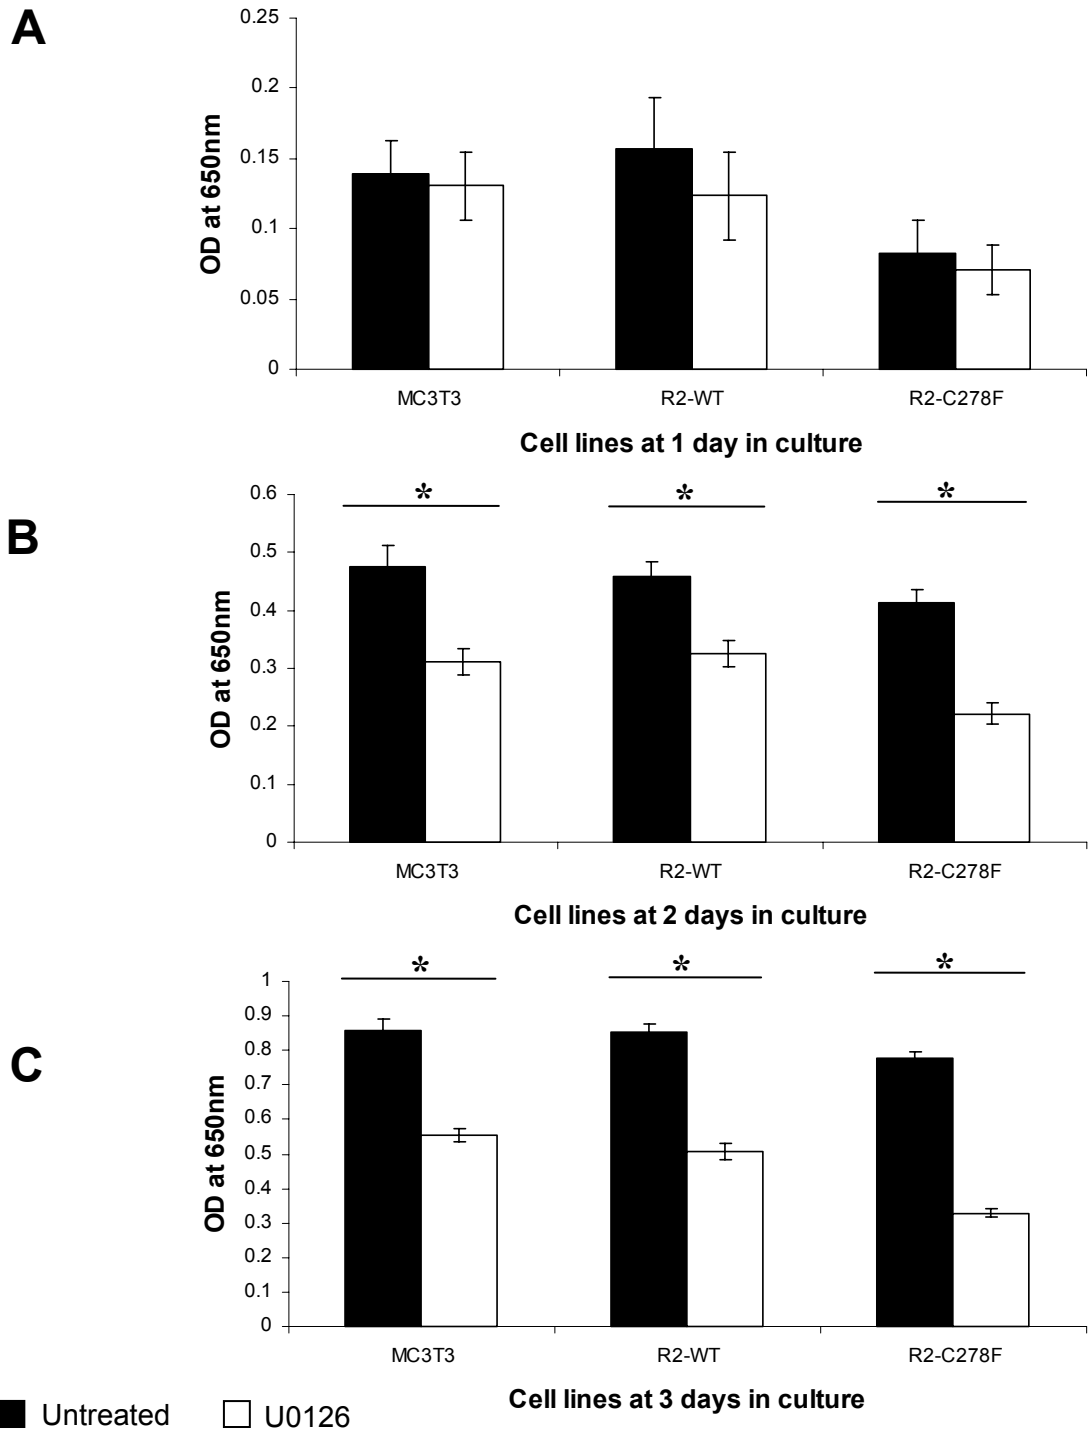 A
0.25
0.2
0.15
0.1
0.05
0
OD at 650nm
MC3T3 R2-WT R2-C278F
Cell lines at 1 day in culture
B
0.6
0.5
0.4
0.3
0.2
0.1
0
OD at 650nm
* * *
MC3T3 R2-WT R2-C278F
Cell lines at 2 days in culture
C
1
0.9
0.8
0.7
0.6
0.5
0.4
0.3
0.2
0.1
0
OD at 650nm
* * *
MC3T3 R2-WT R2-C278F
Cell lines at 3 days in culture
Untreated U0126